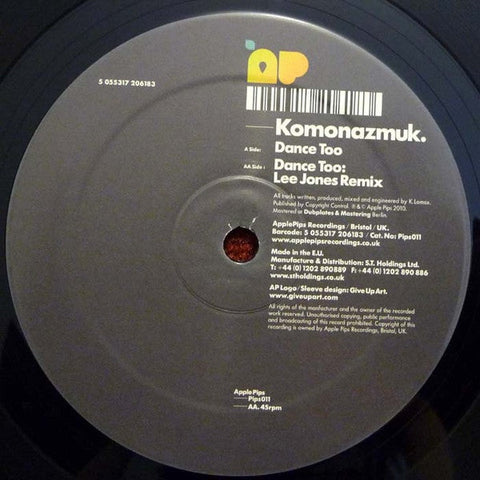 AP
5 055317 206183
Komonazmuk.
A Side: Dance Too
AA Side: Dance Too:
Lee Jones Remix
All tracks written, produced, mixed and engineered by K.Lomax.
Published by Copyright Control. ℗ & © Apple Pips 2010.
Mastered at Dubplates & Mastering Berlin.
ApplePips Recordings / Bristol / UK.
Barcode: 5 055317 206183 / Cat. No: Pips011
www.applepipsrecordings.co.uk
Made in the E.U.
Manufacture & Distribution: S.T. Holdings Ltd.
T: +44 (0) 1202 890889 F: +44 (0) 1202 890 886
www.stholdings.co.uk
AP Logo / Sleeve design: Give Up Art.
www.giveupart.com
All rights of the manfacturer and the owner of the recorded
work reserved. Unauthorised copying, public performance
and broadcasting of this record prohibited. Copyright of this
recording is owned by Apple Pips Recordings, Bristol, UK.
Apple Pips
Pips011
AA. 45rpm